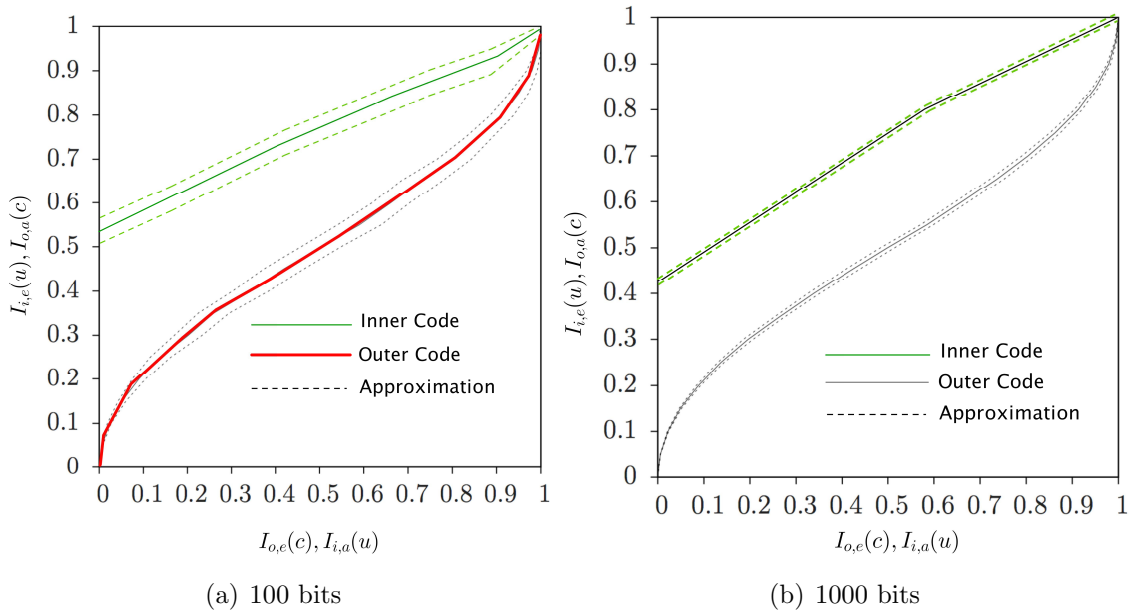 1
0.9
0.8
0.7
0.6
0.5
0.4
0.3
0.2
0.1
0
I_{i,e}(u), I_{o,a}(c)
Inner Code
Outer Code
Approximation
0 0.1 0.2 0.3 0.4 0.5 0.6 0.7 0.8 0.9 1
I_{o,e}(c), I_{i,a}(u)
(a) 100 bits
1
0.9
0.8
0.7
0.6
0.5
0.4
0.3
0.2
0.1
0
I_{i,e}(u), I_{o,a}(c)
Inner Code
Outer Code
Approximation
0 0.1 0.2 0.3 0.4 0.5 0.6 0.7 0.8 0.9 1
I_{o,e}(c), I_{i,a}(u)
(b) 1000 bits